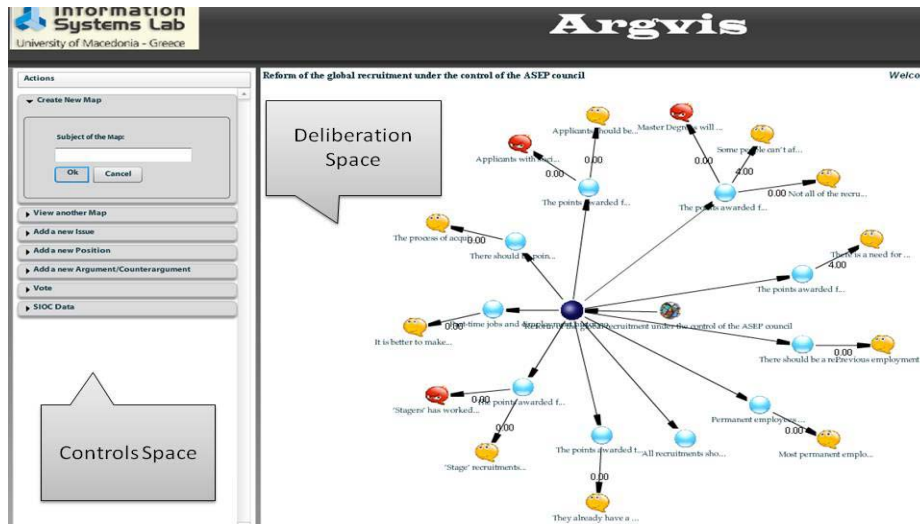 Information
Systems Lab
University of Macedonia - Greece
Argvis
Actions
Create New Map
Subject of the Map:
Ok
Cancel
View another Map
Add a new Issue
Add a new Position
Add a new Argument/Counterargument
Vote
SIOC Data
Controls Space
Reform of the global recruitment under the control of the ASEP council
Welco
Deliberation
Space
Applicants should be...
Master Degrees will ...
Applicants with
0.00
0.00
0.00
Some people can't af...
4.00
0.00
Not all of the recru...
The points awarded f...
The points awarded f...
The process of
0.00
There should
There is a need for ...
4.00
The points awarded f...
jobs and
recruitment under the control of the ASEP council
0.00
It is better to make...
There should be a
0.00
Previous employment
'Stagers' has worked...
0.00
The points awarded f...
0.00
'Stage' recruitments...
Permanent employees ...
0.00
Most permanent emplo...
The points awarded f...
All recruitments sho...
0.00
They already have a ...